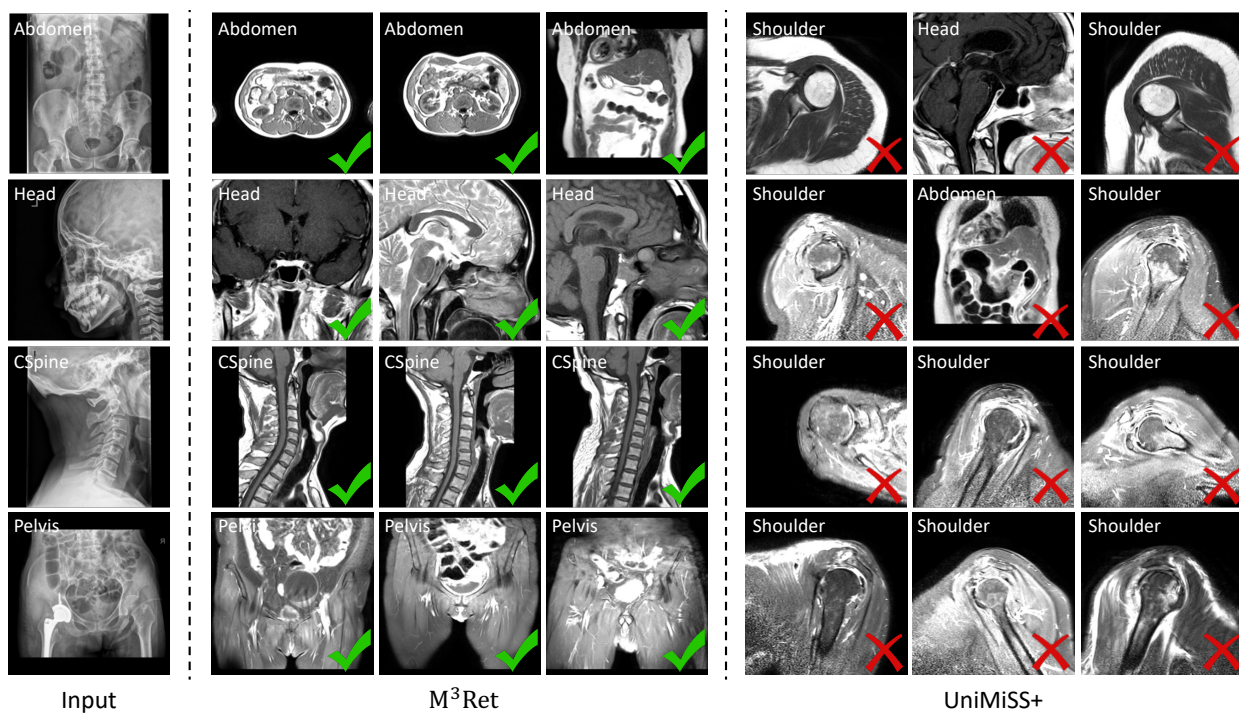 Abdomen Abdomen Abdomen Abdomen Shoulder Head Shoulder
Head Head Head Head Shoulder Abdomen Shoulder
CSpine CSpine CSpine CSpine Shoulder Shoulder Shoulder
Pelvis Pelvis Pelvis Pelvis Shoulder Shoulder Shoulder
Input M³Ret UniMiSS+